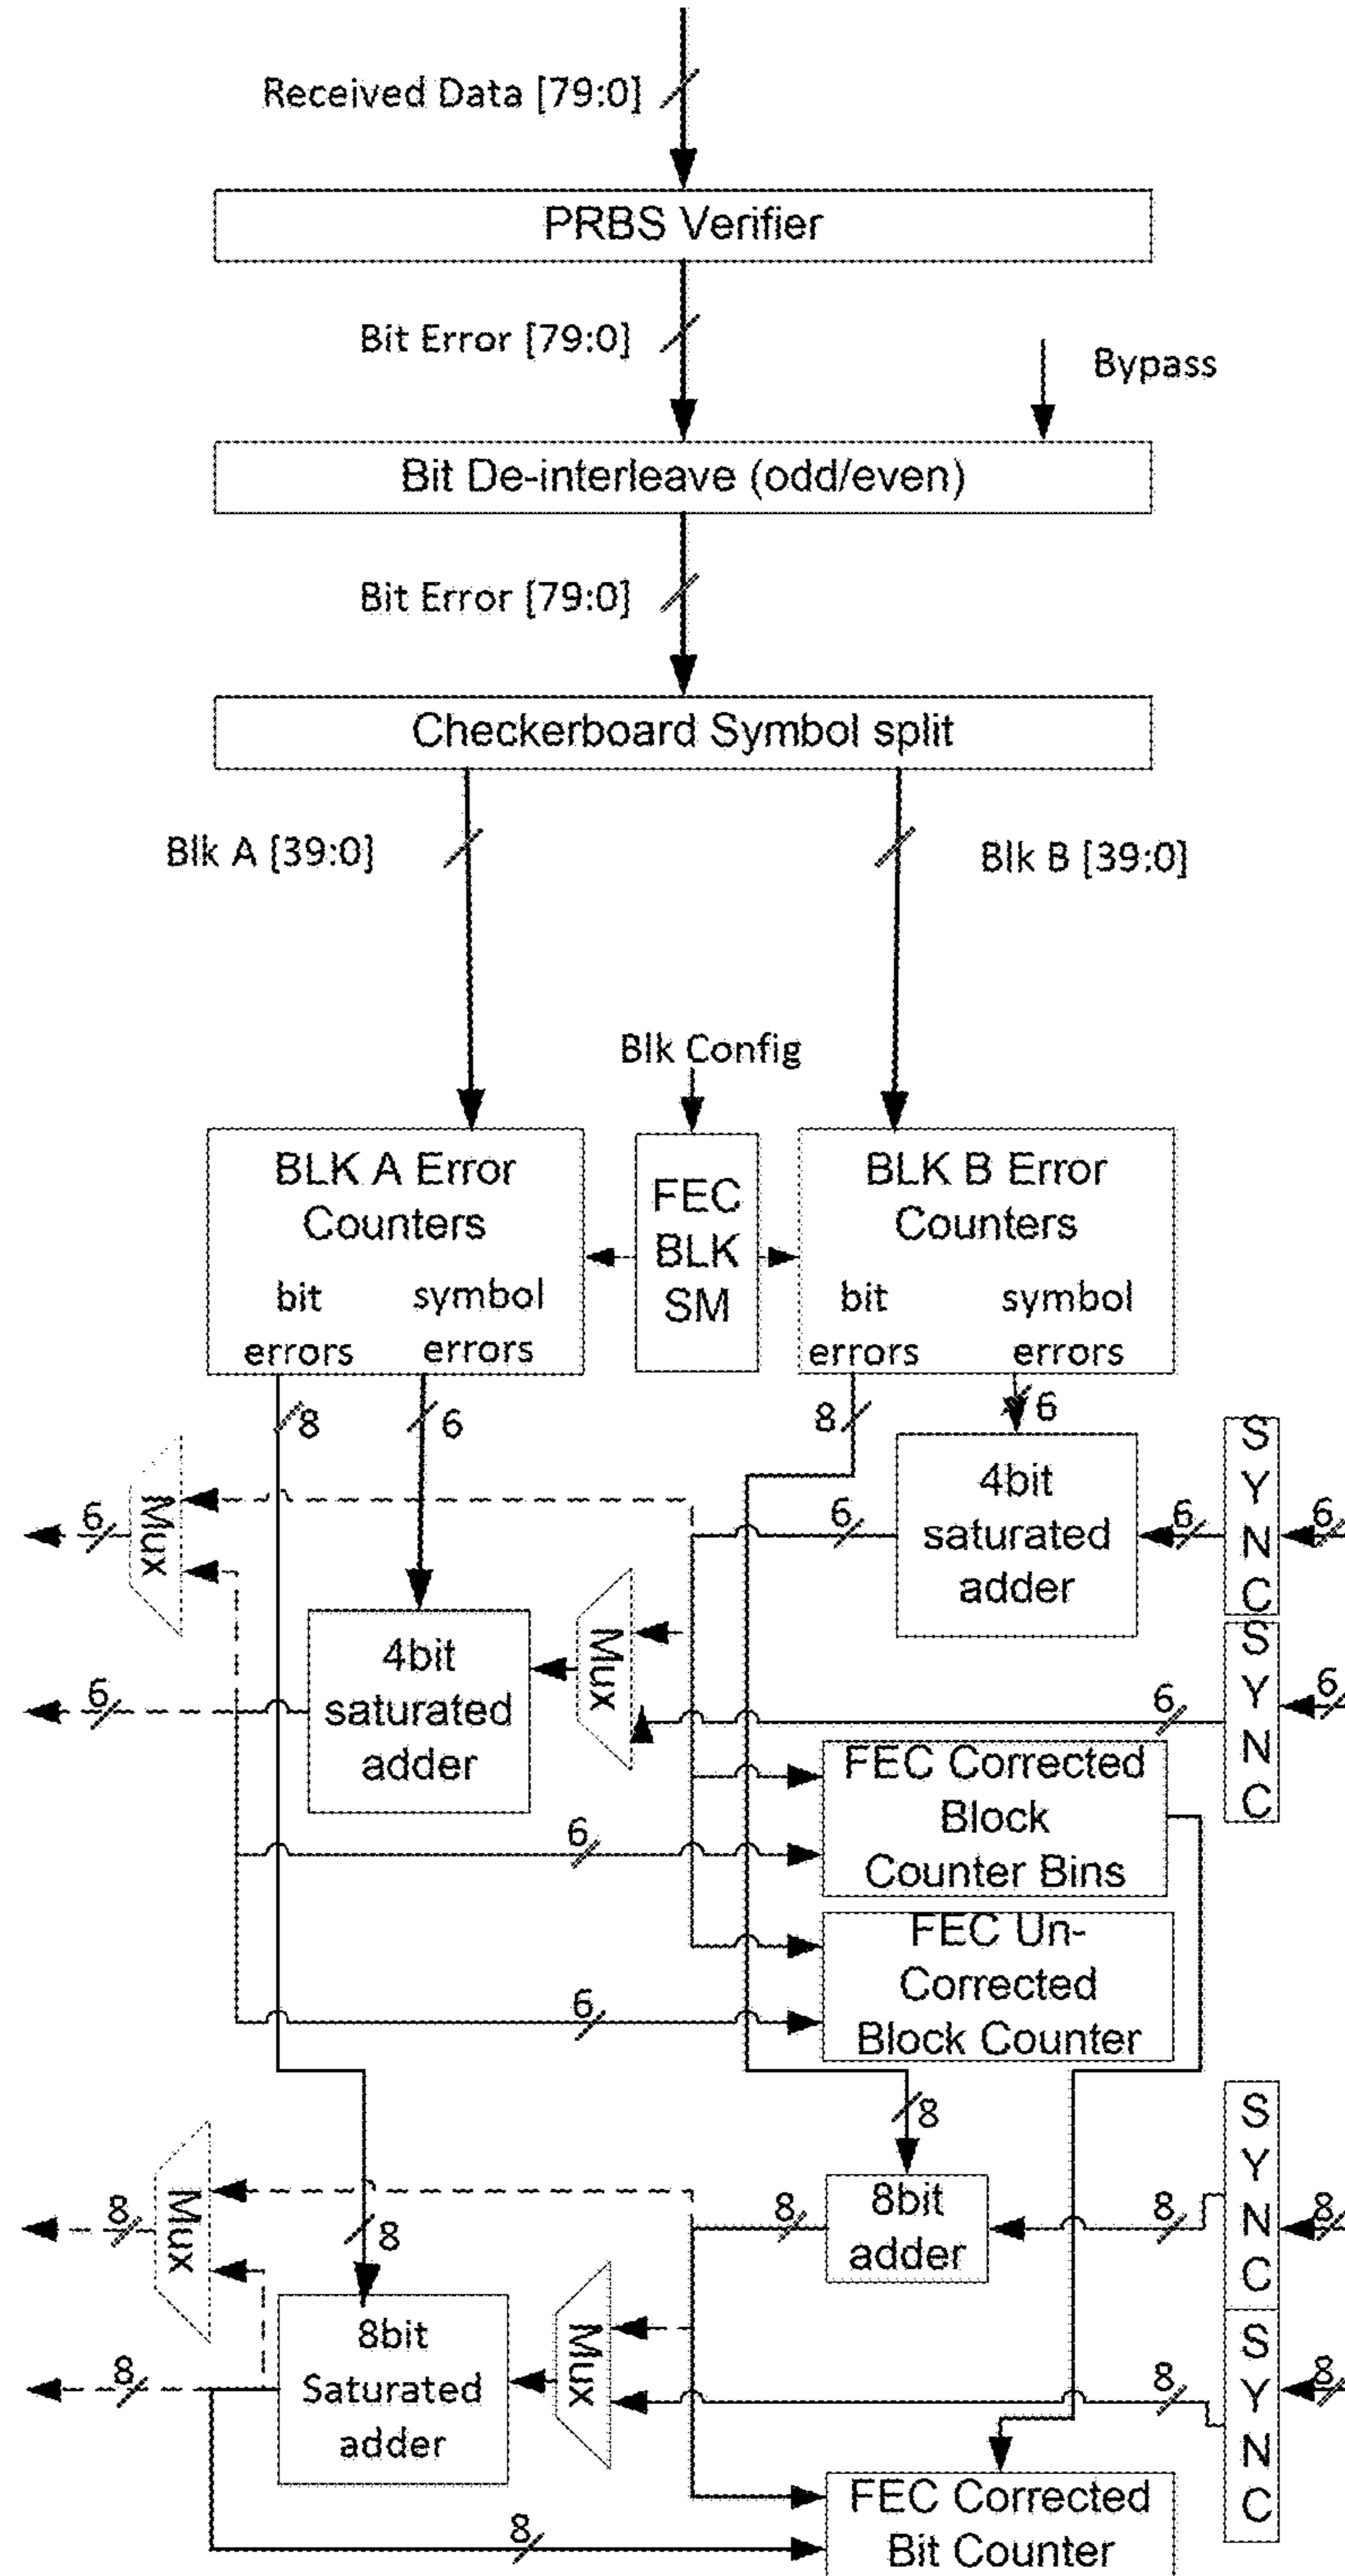 Received Data [79:0]
PRBS Verifier
Bit Error [79:0]
Bypass
Bit De-interleave (odd/even)
Bit Error [79:0]
Checkerboard Symbol split
Blk A [39:0]
Blk B [39:0]
Blk Config
BLK A Error
Counters
bit
errors
symbol
errors
FEC
BLK
SM
BLK B Error
Counters
bit
errors
symbol
errors
8
6
8
6
Mux
6
4bit
saturated
adder
6
6
SYNC
6
4bit
saturated
adder
6
Mux
6
SYNC
6
FEC Corrected
Block
Counter Bins
6
FEC Un-
Corrected
Block Counter
6
8
Mux
8
8
8
8bit
adder
8
SYNC
8
8bit
Saturated
adder
8
Mux
8
SYNC
8
FEC Corrected
Bit Counter
8